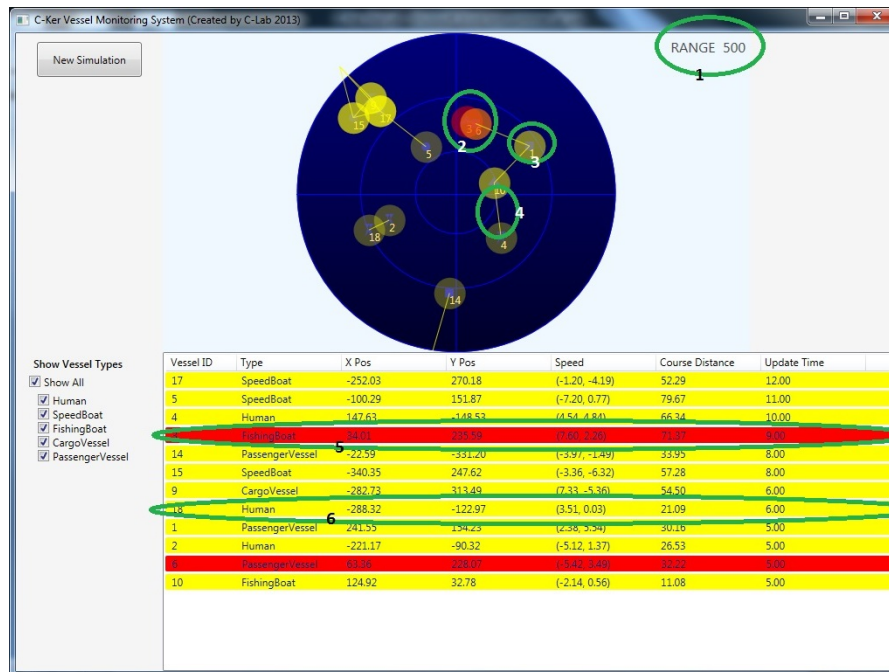 C-Ker Vessel Monitoring System (Created by C-Lab 2013)
New Simulation
RANGE 500
1
3 6
2
1
3
17
15
5
10
4
2
18
4
14
Show Vessel Types
Show All
Human
SpeedBoat
FishingBoat
CargoVessel
PassengerVessel
Vessel ID Type X Pos Y Pos Speed Course Distance Update Time
17 SpeedBoat -252.03 270.18 (-1.20, -4.19) 52.29 12.00
5 SpeedBoat -100.29 151.87 (-7.20, 0.77) 79.67 11.00
4 Human 147.63 -148.53 (4.54, 4.84) 66.34 10.00
FishingBoat 34.01 235.59 (7.60, 2.26) 71.37 9.00
5
14 PassengerVessel -22.59 -331.20 (-3.97, -1.49) 33.95 8.00
15 SpeedBoat -340.35 247.62 (-3.36, -6.32) 57.28 8.00
9 CargoVessel -282.73 313.49 (7.33, -5.36) 54.50 6.00
18 Human -288.32 -122.97 (3.51, 0.03) 21.09 6.00
6
1 PassengerVessel 241.55 154.23 (2.38, 5.54) 30.16 5.00
2 Human -221.17 -90.32 (-5.12, 1.37) 26.53 5.00
6 PassengerVessel 63.36 228.07 (-5.42, 3.49) 32.22 5.00
10 FishingBoat 124.92 32.78 (-2.14, 0.56) 11.08 5.00